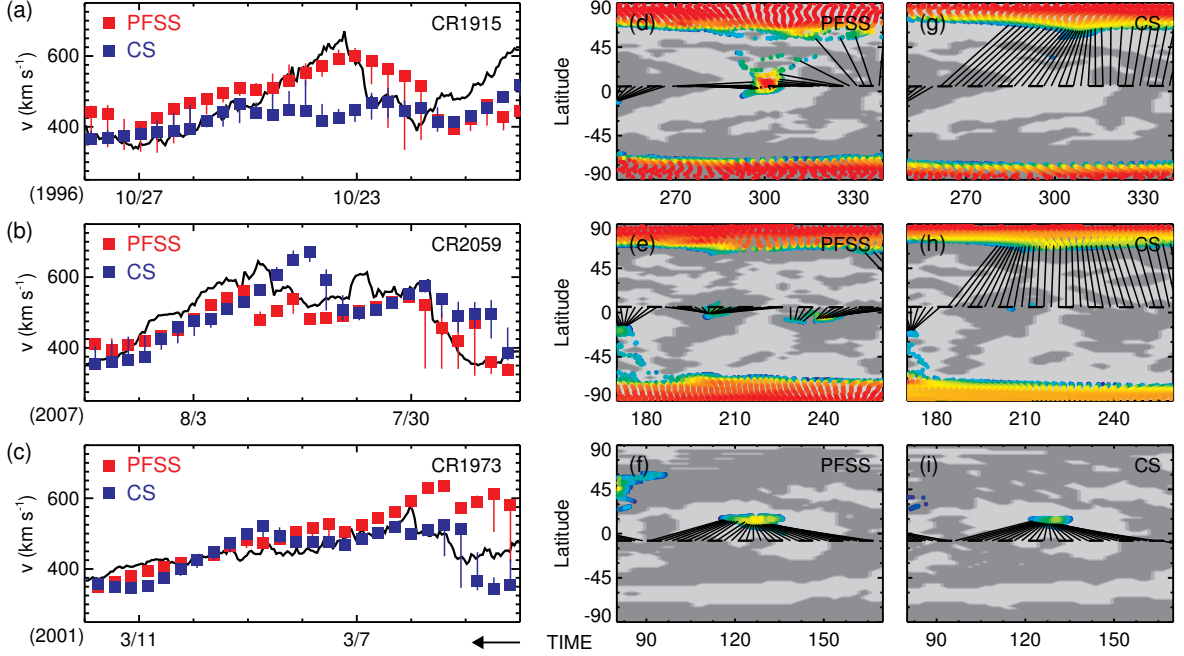 (a)
PFSS
CS
CR1915
v (km s⁻¹)
600
400
(1996)
10/27
10/23
(b)
PFSS
CS
CR2059
v (km s⁻¹)
600
400
(2007)
8/3
7/30
(c)
PFSS
CS
CR1973
v (km s⁻¹)
600
400
(2001)
3/11
3/7
TIME
(d)
PFSS
Latitude
90
45
0
-45
-90
270
300
330
(g)
CS
270
300
330
(e)
PFSS
Latitude
90
45
0
-45
-90
180
210
240
(h)
CS
180
210
240
(f)
PFSS
Latitude
90
45
0
-45
-90
90
120
150
(i)
CS
90
120
150